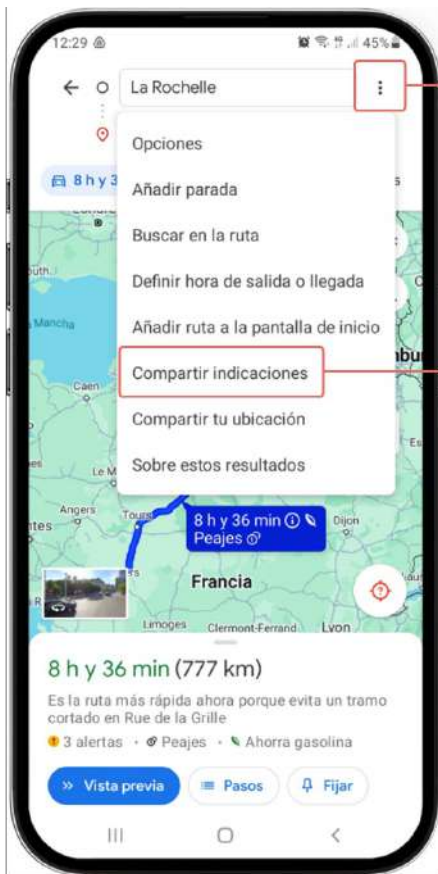 12:29
45%
La Rochelle
Opciones
8 h y 3
s
Añadir parada
Buscar en la ruta
Definir hora de salida o llegada
Mancha
Añadir ruta a la pantalla de inicio
Compartir indicaciones
Caen
Compartir tu ubicación
Le M
Sobre estos resultados
Angers
Tours
8 h y 36 min
Dijon
Peajes
Francia
Limoges
Clermont-Ferrand
Lyon
8 h y 36 min (777 km)
Es la ruta más rápida ahora porque evita un tramo
cortado en Rue de la Grille
3 alertas · Peajes · Ahorra gasolina
Vista previa
Pasos
Fijar